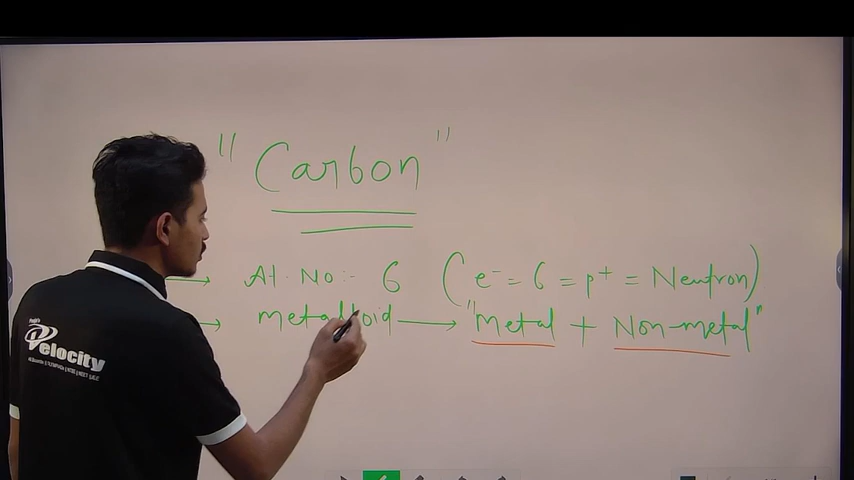 "Carbon"
→ At. No :- 6 (e⁻ = 6 = p⁺ = Neutron)
→ metalloid → "Metal + Non-metal"
Velocity